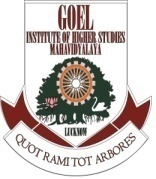 GOEL
INSTITUTE OF HIGHER STUDIES
MAHAVIDYALAYA
LUCKNOW
QUOT RAMI TOT ARBORES